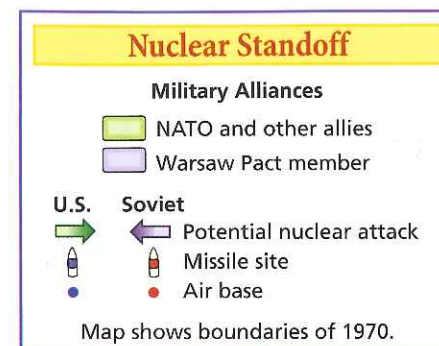 Nuclear Standoff
Military Alliances
NATO and other allies
Warsaw Pact member
U.S. Soviet
Potential nuclear attack
Missile site
Air base
Map shows boundaries of 1970.